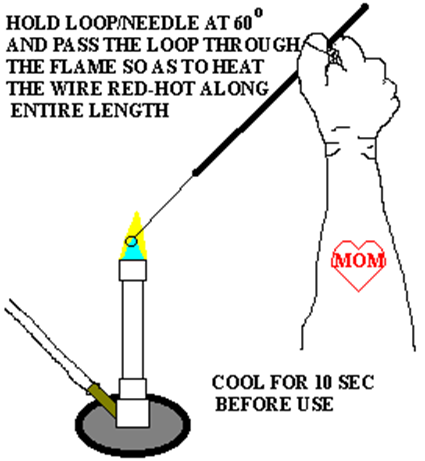 HOLD LOOP/NEEDLE AT 60°
AND PASS THE LOOP THROUGH
THE FLAME SO AS TO HEAT
THE WIRE RED-HOT ALONG
ENTIRE LENGTH
MOM
COOL FOR 10 SEC
BEFORE USE